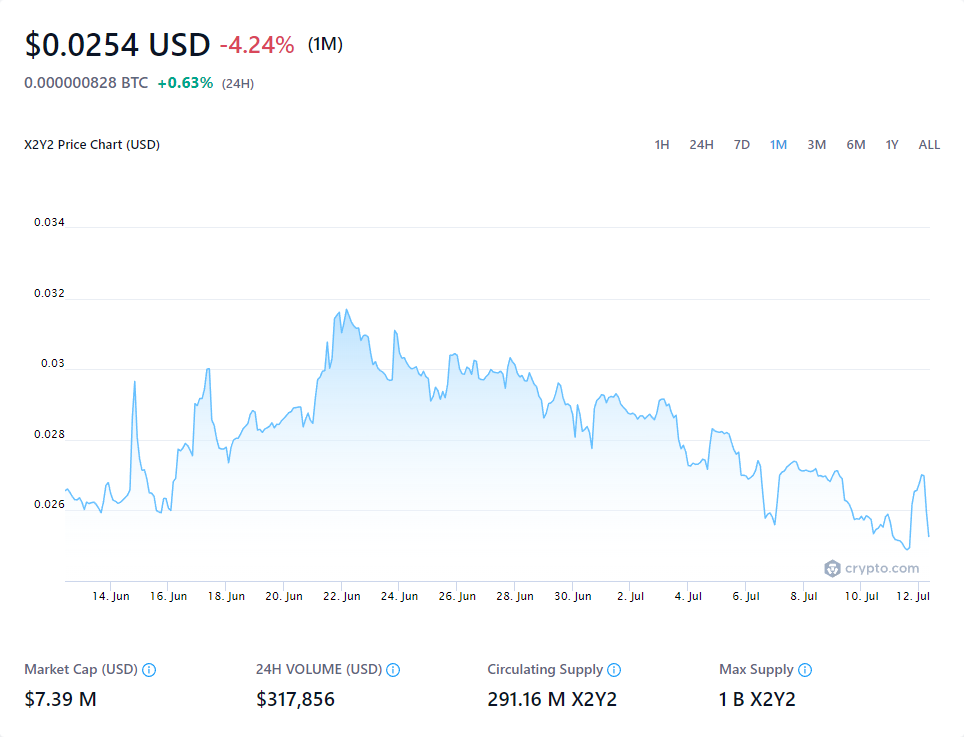 $0.0254 USD -4.24% (1M)
0.000000828 BTC +0.63% (24H)
X2Y2 Price Chart (USD) 1H 24H 7D 1M 3M 6M 1Y ALL
0.034
0.032
0.03
0.028
0.026
crypto.com
14. Jun 16. Jun 18. Jun 20. Jun 22. Jun 24. Jun 26. Jun 28. Jun 30. Jun 2. Jul 4. Jul 6. Jul 8. Jul 10. Jul 12. Jul
Market Cap (USD) 24H VOLUME (USD) Circulating Supply Max Supply
$7.39 M $317,856 291.16 M X2Y2 1 B X2Y2